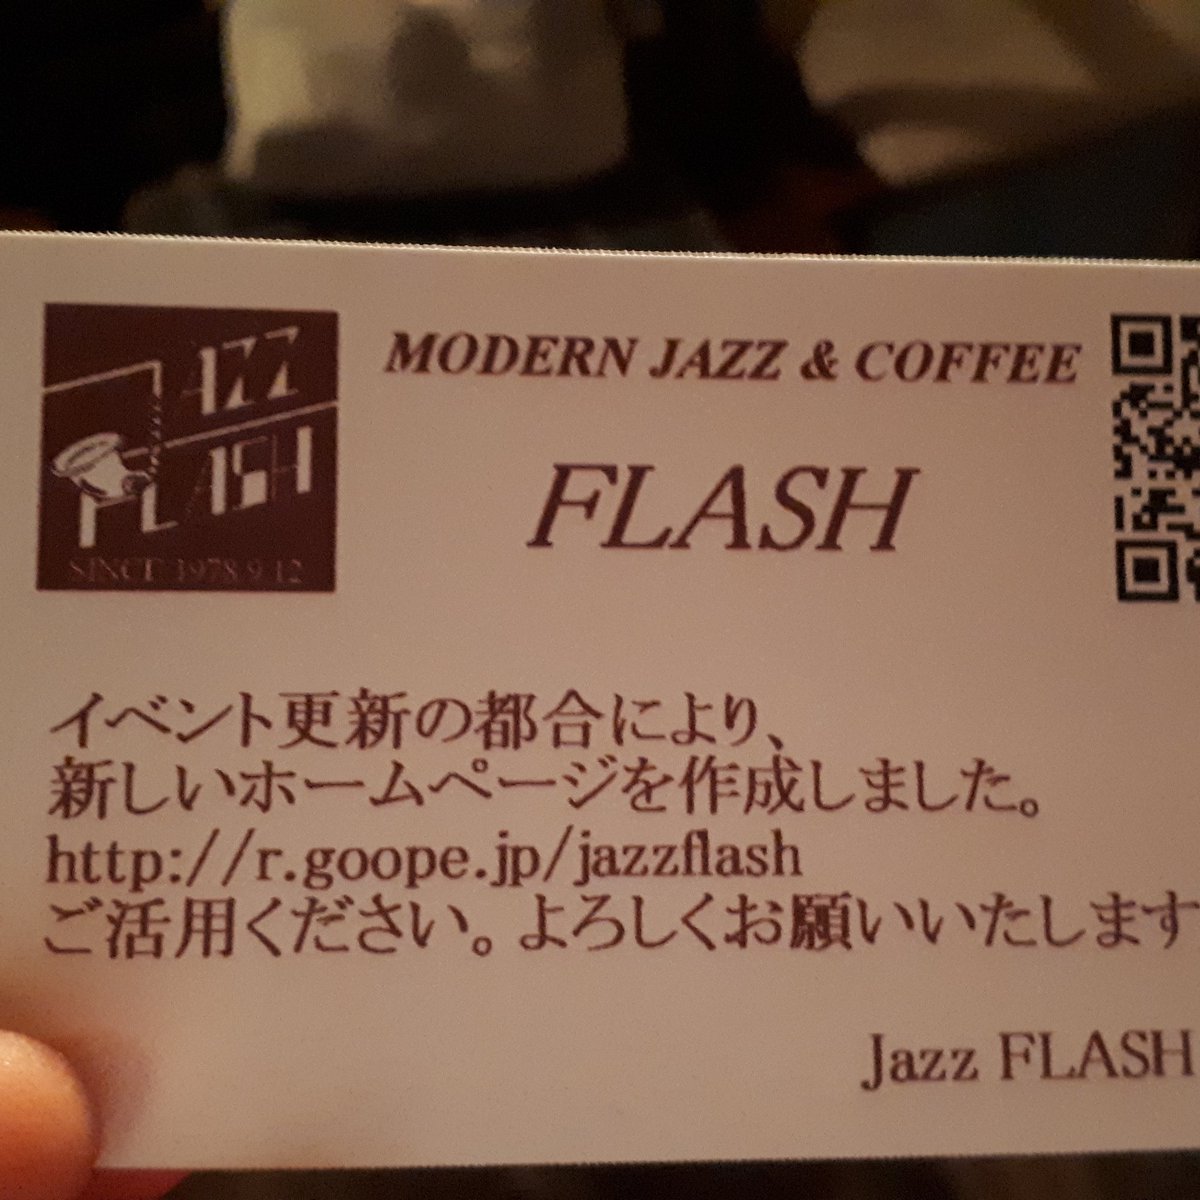 JAZZ
FLASH
SINCE 1978.9.12
MODERN JAZZ & COFFEE
FLASH
イベント更新の都合により、
新しいホームページを作成しました。
http://r.goope.jp/jazzflash
ご活用ください。よろしくお願いいたします
Jazz FLASH